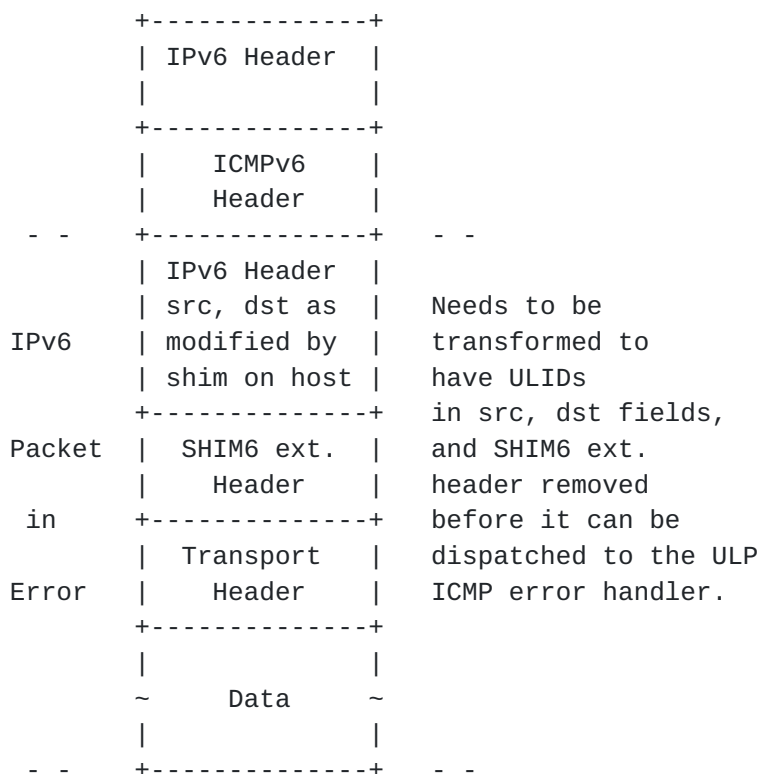 +--------------+
| IPv6 Header  |
|              |
+--------------+
|    ICMPv6    |
|    Header    |
- -    +--------------+   - -
| IPv6 Header  |
| src, dst as  |   Needs to be
IPv6    | modified by  |   transformed to
| shim on host |   have ULIDs
+--------------+   in src, dst fields,
Packet  |  SHIM6 ext.  |   and SHIM6 ext.
|    Header    |   header removed
in     +--------------+   before it can be
|  Transport   |   dispatched to the ULP
Error   |    Header    |   ICMP error handler.
+--------------+
|              |
~     Data     ~
|              |
- -    +--------------+   - -